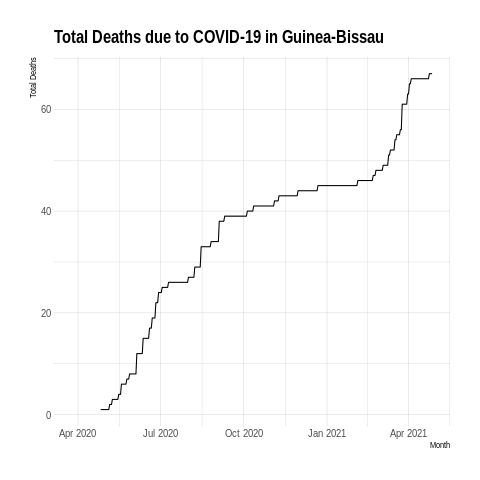 Total Deaths due to COVID-19 in Guinea-Bissau
Total Deaths
60
40
20
0
Apr 2020 Jul 2020 Oct 2020 Jan 2021 Apr 2021
Month